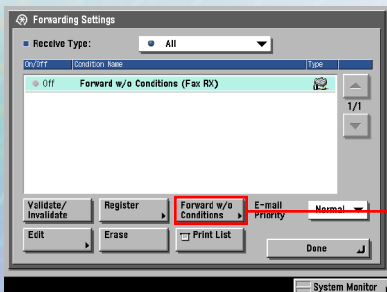 Forwarding Settings
Receive Type: All
On/Off Condition Name Type
Off Forward w/o Conditions (Fax RX)
1/1
Validate/
Invalidate
Register
Forward w/o
Conditions
E-mail
Priority
Normal
Edit
Erase
Print List
Done
System Monitor